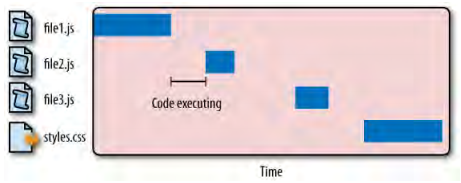 file1.js
file2.js
file3.js
Code executing
styles.css
Time